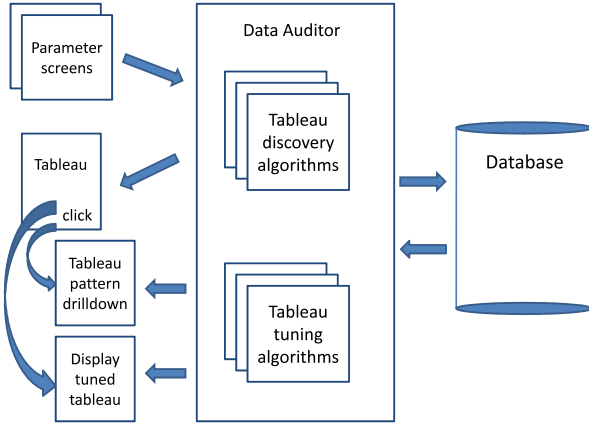 Parameter
screens
Data Auditor
Tableau
discovery
algorithms
Database
Tableau
click
Tableau
pattern
drilldown
Tableau
tuning
algorithms
Display
tuned
tableau